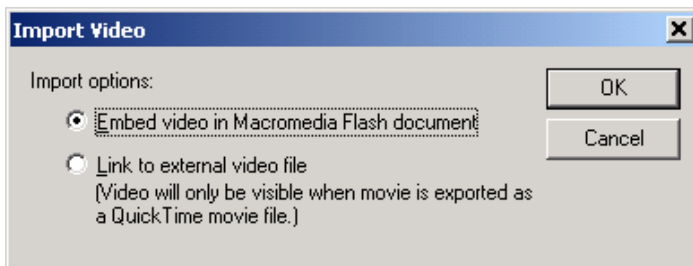 Import Video
Import options:
Embed video in Macromedia Flash document
Link to external video file
(Video will only be visible when movie is exported as
a QuickTime movie file.)
OK
Cancel